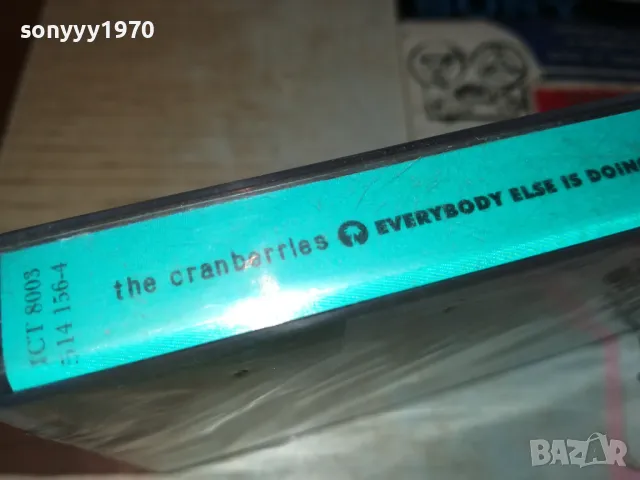 sonyyy1970
ICT 8003
514 156-4
the cranberries EVERYBODY ELSE IS DOING
BAZAR